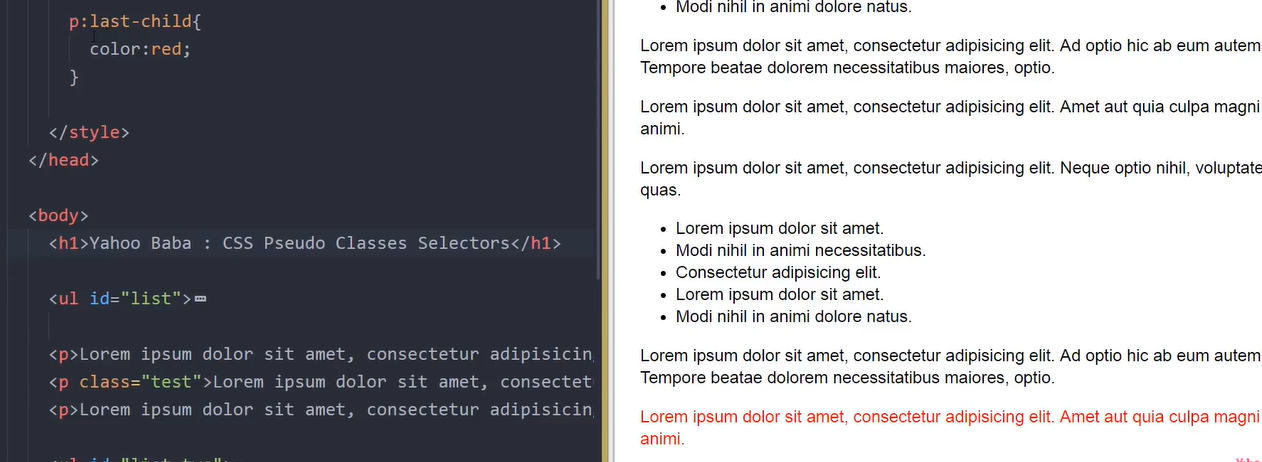 p:last-child{
color:red;
}
</style>
</head>
<body>
<h1>Yahoo Baba : CSS Pseudo Classes Selectors</h1>
<ul id="list">
<p>Lorem ipsum dolor sit amet, consectetur adipisicin
<p class="test">Lorem ipsum dolor sit amet, consectet
<p>Lorem ipsum dolor sit amet, consectetur adipisicin
Modi nihil in animi dolore natus.
Lorem ipsum dolor sit amet, consectetur adipisicing elit. Ad optio hic ab eum autem
Tempore beatae dolorem necessitatibus maiores, optio.
Lorem ipsum dolor sit amet, consectetur adipisicing elit. Amet aut quia culpa magni
animi.
Lorem ipsum dolor sit amet, consectetur adipisicing elit. Neque optio nihil, voluptate
quas.
Lorem ipsum dolor sit amet.
Modi nihil in animi necessitatibus.
Consectetur adipisicing elit.
Lorem ipsum dolor sit amet.
Modi nihil in animi dolore natus.
Lorem ipsum dolor sit amet, consectetur adipisicing elit. Ad optio hic ab eum autem
Tempore beatae dolorem necessitatibus maiores, optio.
Lorem ipsum dolor sit amet, consectetur adipisicing elit. Amet aut quia culpa magni
animi.